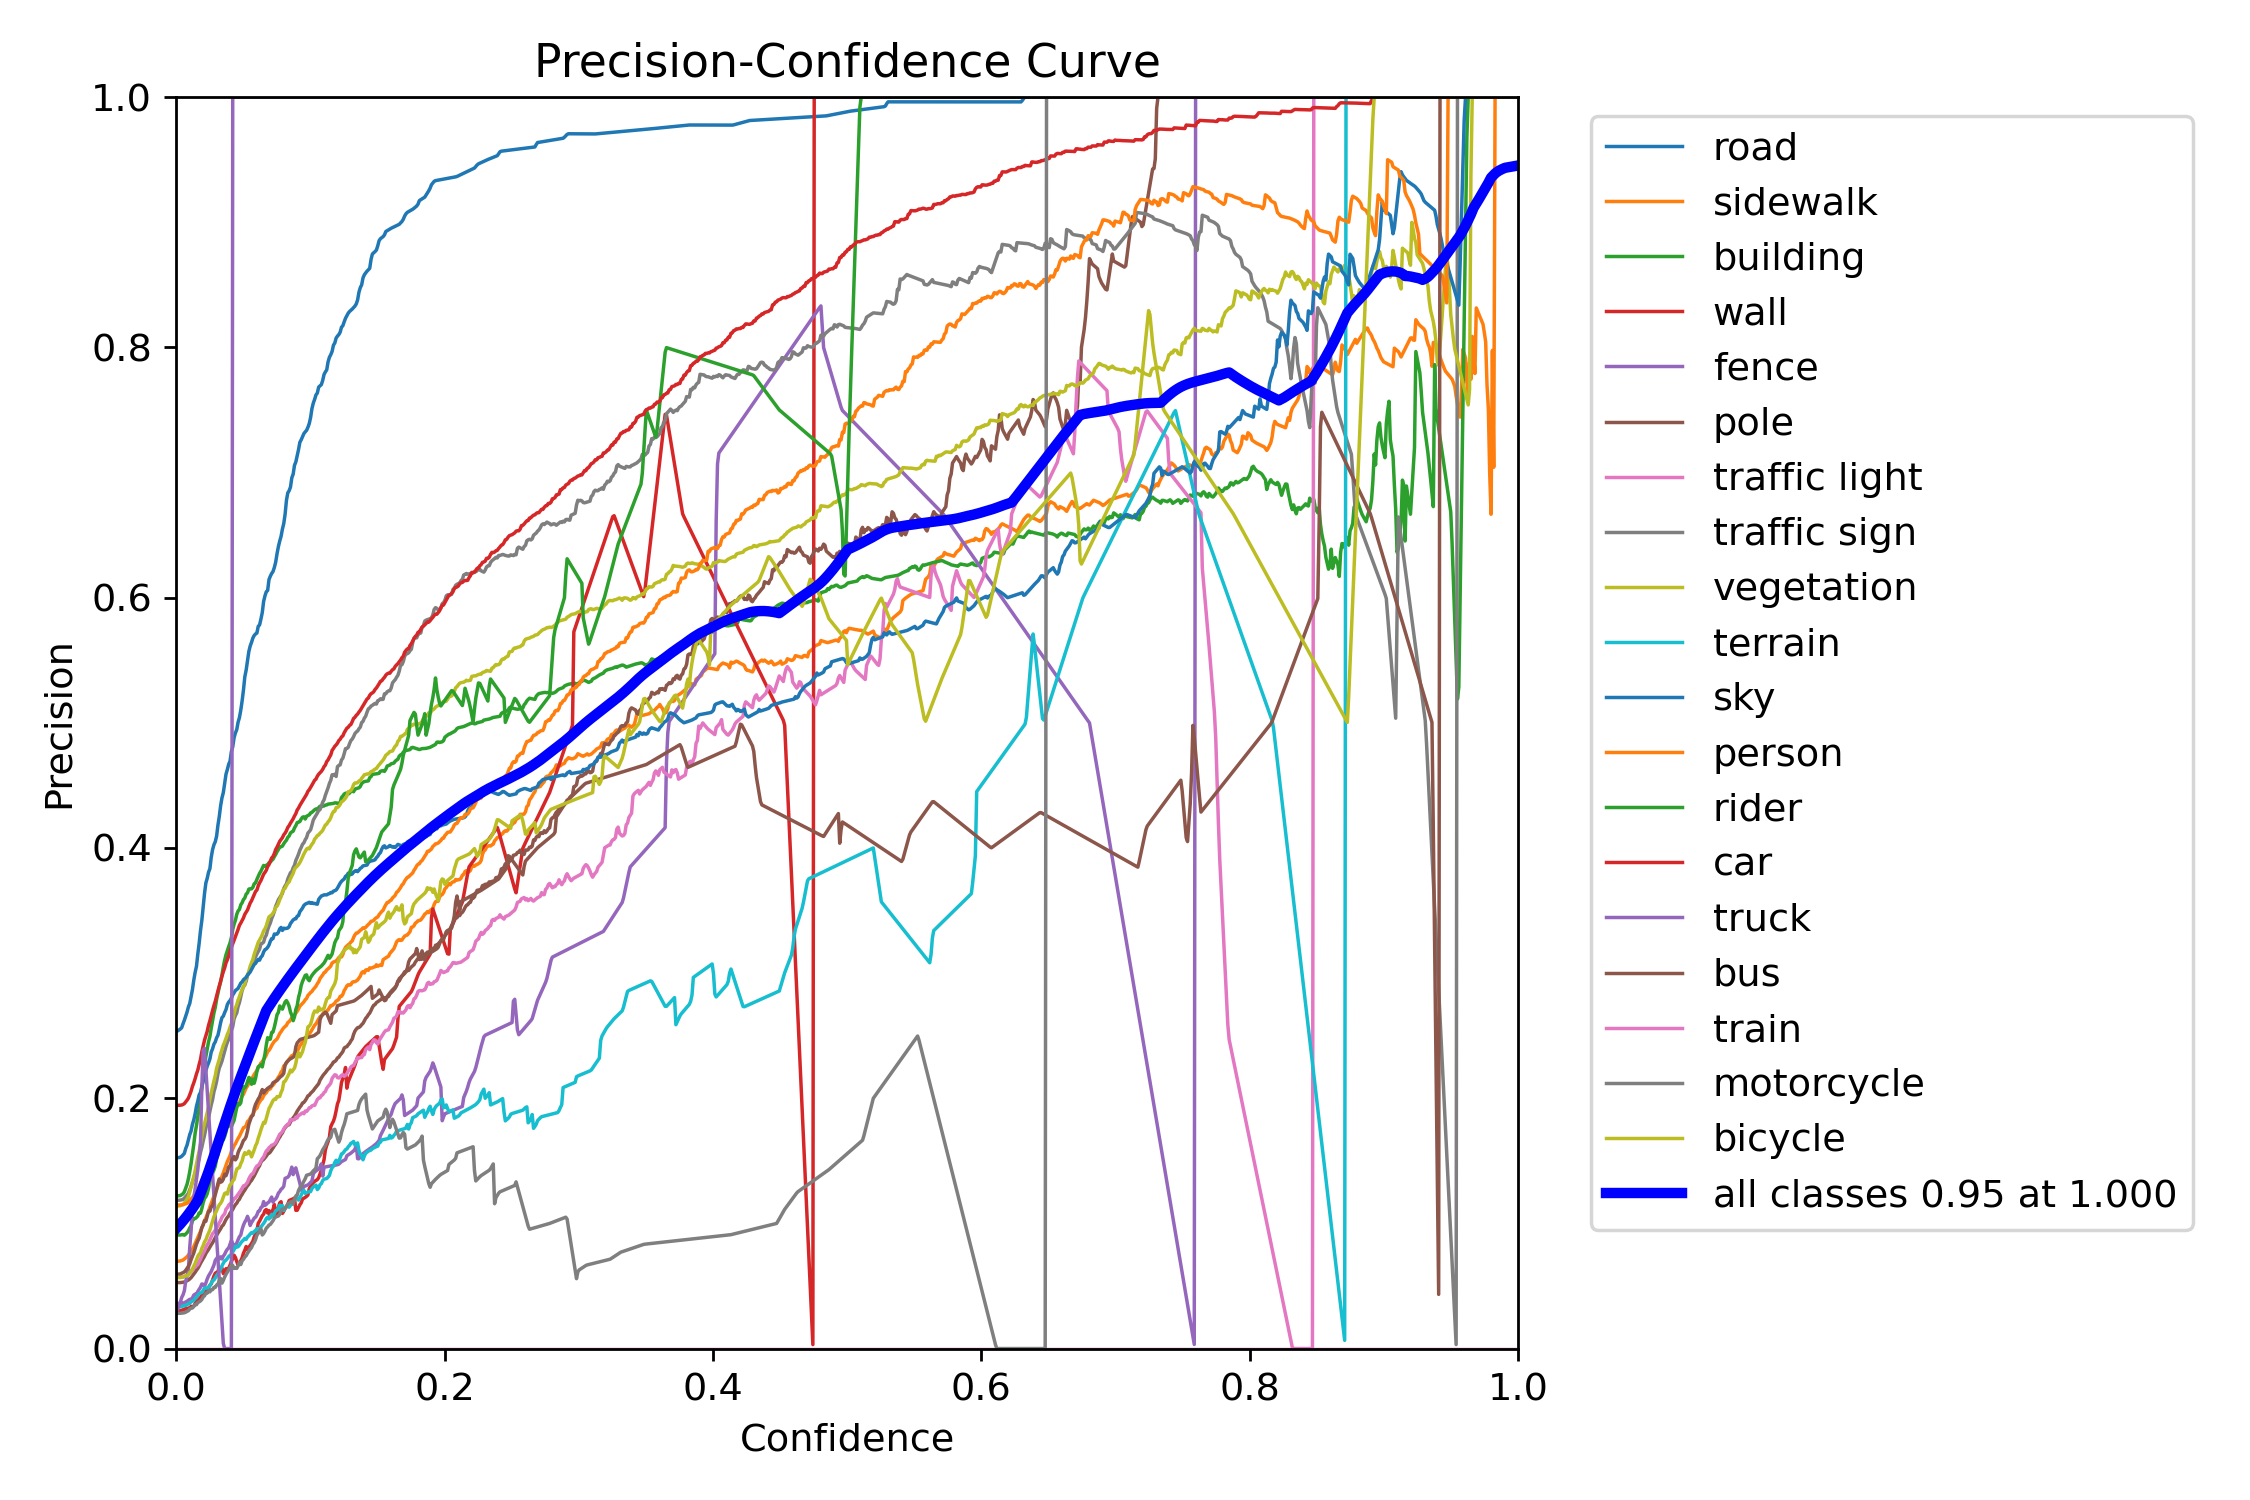 Precision-Confidence Curve
1.0
0.8
0.6
0.4
0.2
0.0
Precision
0.0 0.2 0.4 0.6 0.8 1.0
Confidence
road
sidewalk
building
wall
fence
pole
traffic light
traffic sign
vegetation
terrain
sky
person
rider
car
truck
bus
train
motorcycle
bicycle
all classes 0.95 at 1.000